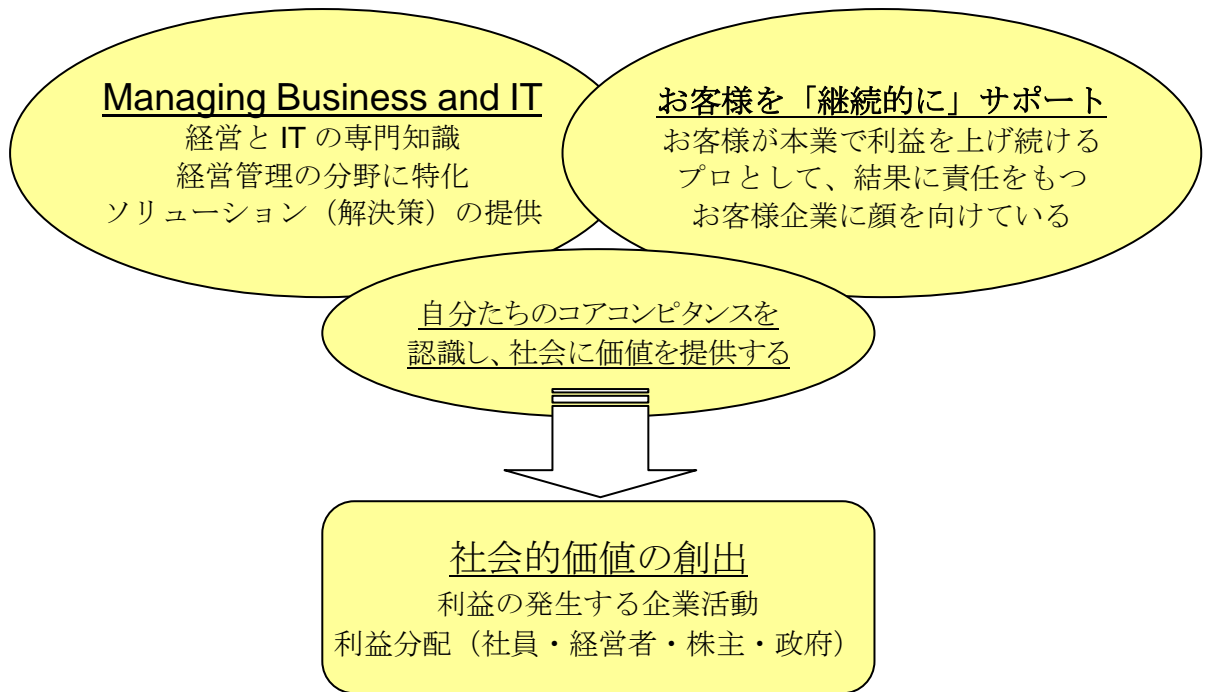 Managing Business and IT
経営と IT の専門知識
経営管理の分野に特化
ソリューション（解決策）の提供
お客様を「継続的に」サポート
お客様が本業で利益を上げ続ける
プロとして、結果に責任をもつ
お客様企業に顔を向けている
自分たちのコアコンピタンスを
認識し、社会に価値を提供する
社会的価値の創出
利益の発生する企業活動
利益分配（社員・経営者・株主・政府）